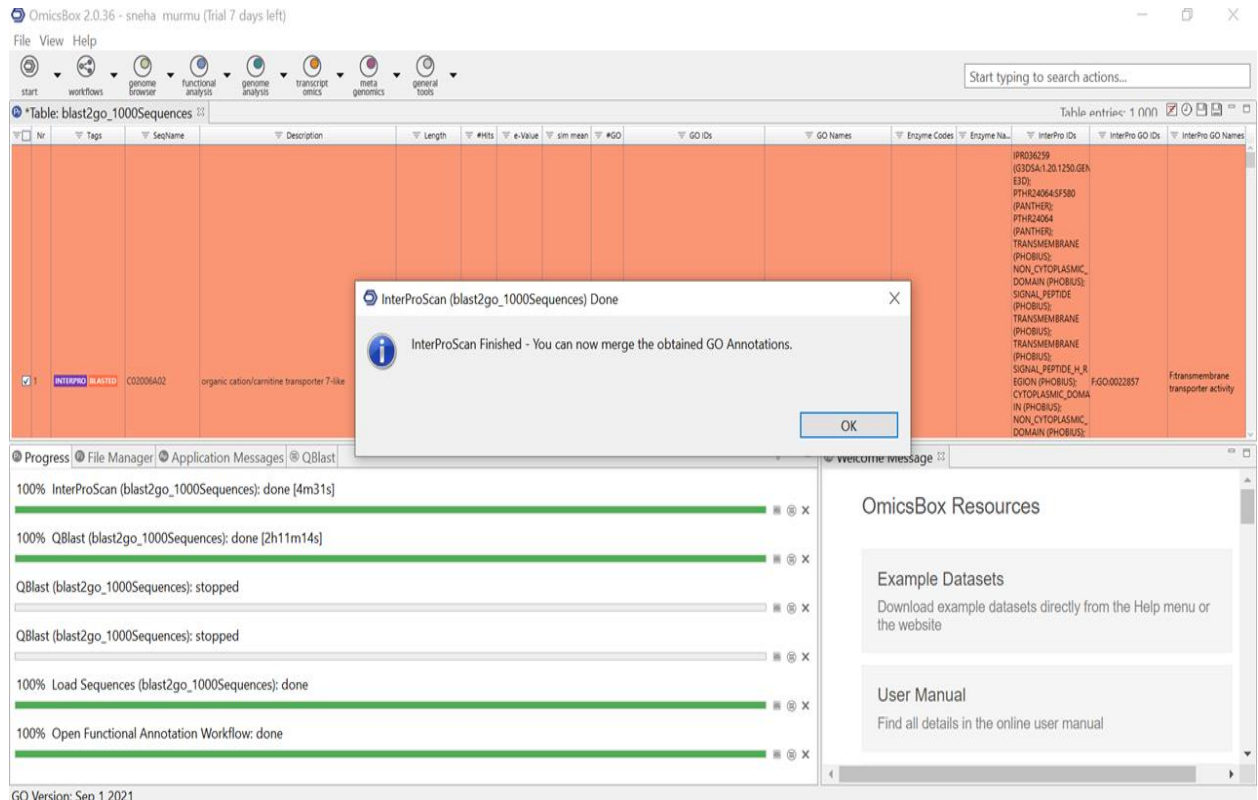 OmicsBox 2.0.36 - sneha murmu (Trial 7 days left)
File View Help
start
workflows
genome browser
functional analysis
genome analysis
transcript omics
meta genomics
general tools
Start typing to search actions...
*Table: blast2go_1000Sequences
Table entries: 1 000
Nr Tags SeqName Description Length #Hits e-Value sim mean #GO GO IDs GO Names Enzyme Codes Enzyme Na... InterPro IDs InterPro GO IDs InterPro GO Names
IPR036259
(G3DSA:1.20.1250.GEN
E3D);
PTHR24064:SF580
(PANTHER);
PTHR24064
(PANTHER);
TRANSMEMBRANE
(PHOBIUS);
NON_CYTOPLASMIC_
DOMAIN (PHOBIUS);
SIGNAL_PEPTIDE
(PHOBIUS);
TRANSMEMBRANE
(PHOBIUS);
TRANSMEMBRANE
(PHOBIUS);
SIGNAL_PEPTIDE_H_R
EGION (PHOBIUS);
CYTOPLASMIC_DOMA
IN (PHOBIUS);
NON_CYTOPLASMIC_
DOMAIN (PHOBIUS);
1 INTERPRO BLASTED C02006A02 organic cation/carnitine transporter 7-like
F:GO:0022857
F:transmembrane
transporter activity
InterProScan (blast2go_1000Sequences) Done
InterProScan Finished - You can now merge the obtained GO Annotations.
OK
Progress File Manager Application Messages QBlast
100% InterProScan (blast2go_1000Sequences): done [4m31s]
100% QBlast (blast2go_1000Sequences): done [2h11m14s]
QBlast (blast2go_1000Sequences): stopped
QBlast (blast2go_1000Sequences): stopped
100% Load Sequences (blast2go_1000Sequences): done
100% Open Functional Annotation Workflow: done
Welcome Message
OmicsBox Resources
Example Datasets
Download example datasets directly from the Help menu or
the website
User Manual
Find all details in the online user manual
GO Version: Sep 1 2021